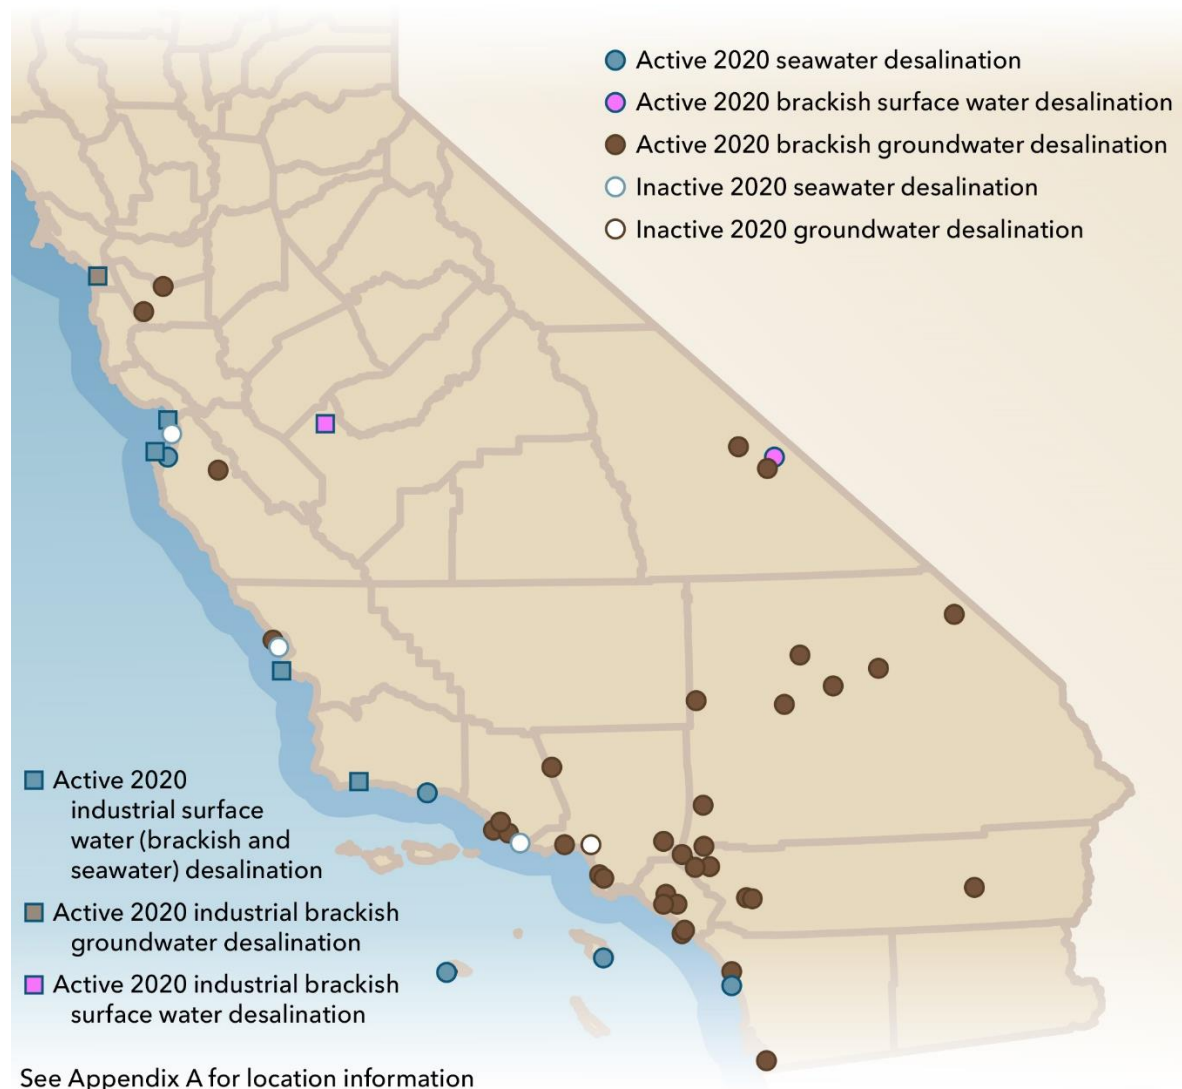 Active 2020 seawater desalination
Active 2020 brackish surface water desalination
Active 2020 brackish groundwater desalination
Inactive 2020 seawater desalination
Inactive 2020 groundwater desalination
Active 2020
industrial surface
water (brackish and
seawater) desalination
Active 2020 industrial brackish
groundwater desalination
Active 2020 industrial brackish
surface water desalination
See Appendix A for location information